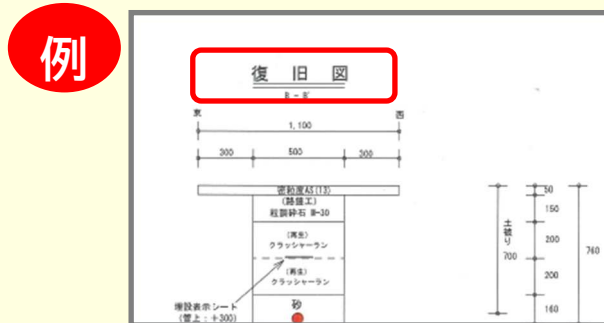 例
復旧図
B - B'
東
西
1,100
300
500
300
密粒度AS(13)
(路盤工)
粒調砕石 M-30
(再生)
クラッシャーラン
(再生)
クラッシャーラン
埋設表示シート
(管上:+300)
砂
土被り
700
50
150
200
200
160
760